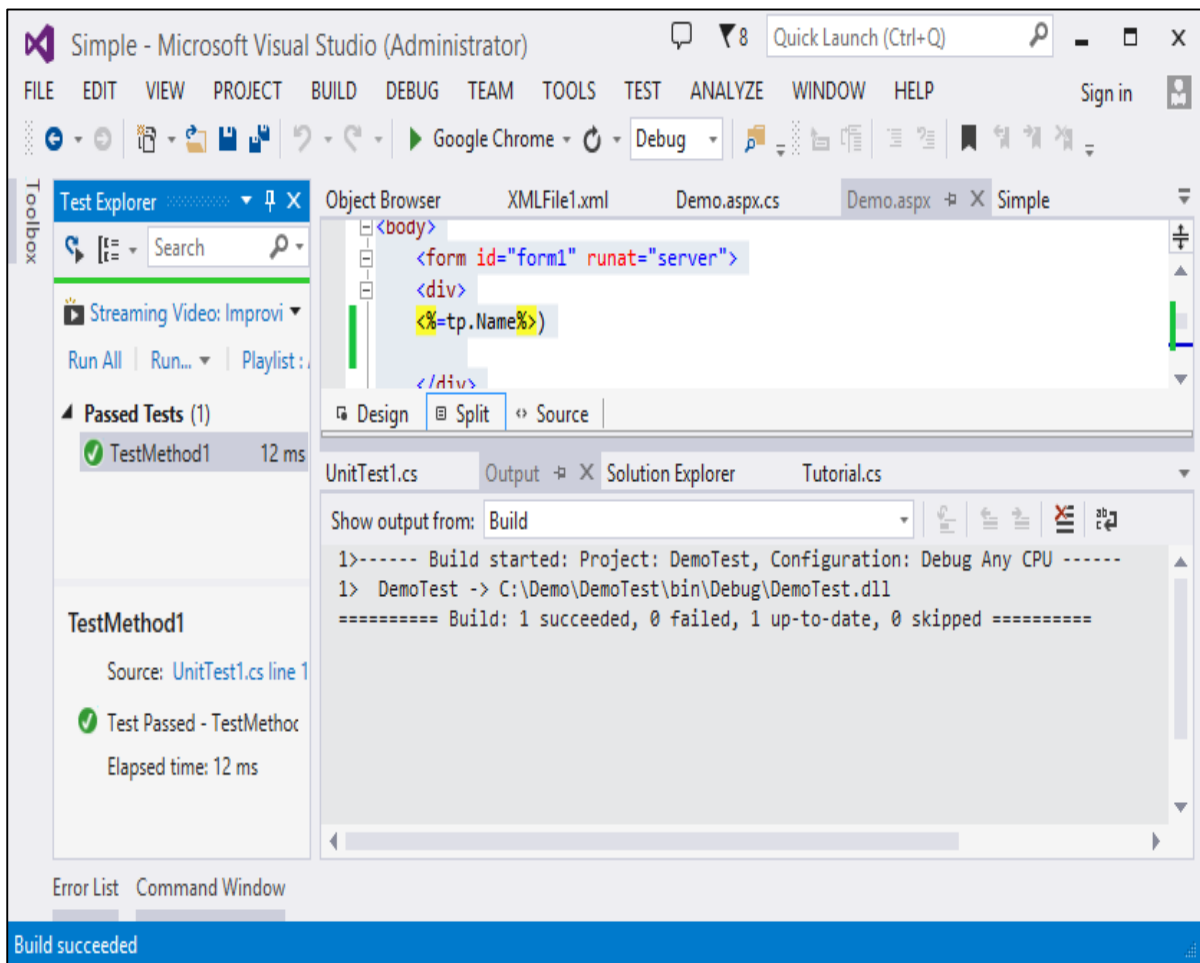 Simple - Microsoft Visual Studio (Administrator)
8
Quick Launch (Ctrl+Q)
FILE EDIT VIEW PROJECT BUILD DEBUG TEAM TOOLS TEST ANALYZE WINDOW HELP
Sign in
Google Chrome
Debug
Toolbox
Test Explorer
Search
Streaming Video: Improvi
Run All Run... Playlist :
Passed Tests (1)
TestMethod1 12 ms
TestMethod1
Source: UnitTest1.cs line 1
Test Passed - TestMethod
Elapsed time: 12 ms
Object Browser XMLFile1.xml Demo.aspx.cs Demo.aspx Simple
<body>
<form id="form1" runat="server">
<div>
<%=tp.Name%>)
</div>
Design Split Source
UnitTest1.cs Output Solution Explorer Tutorial.cs
Show output from: Build
1>------ Build started: Project: DemoTest, Configuration: Debug Any CPU ------
1> DemoTest -> C:\Demo\DemoTest\bin\Debug\DemoTest.dll
========== Build: 1 succeeded, 0 failed, 1 up-to-date, 0 skipped ==========
Error List Command Window
Build succeeded